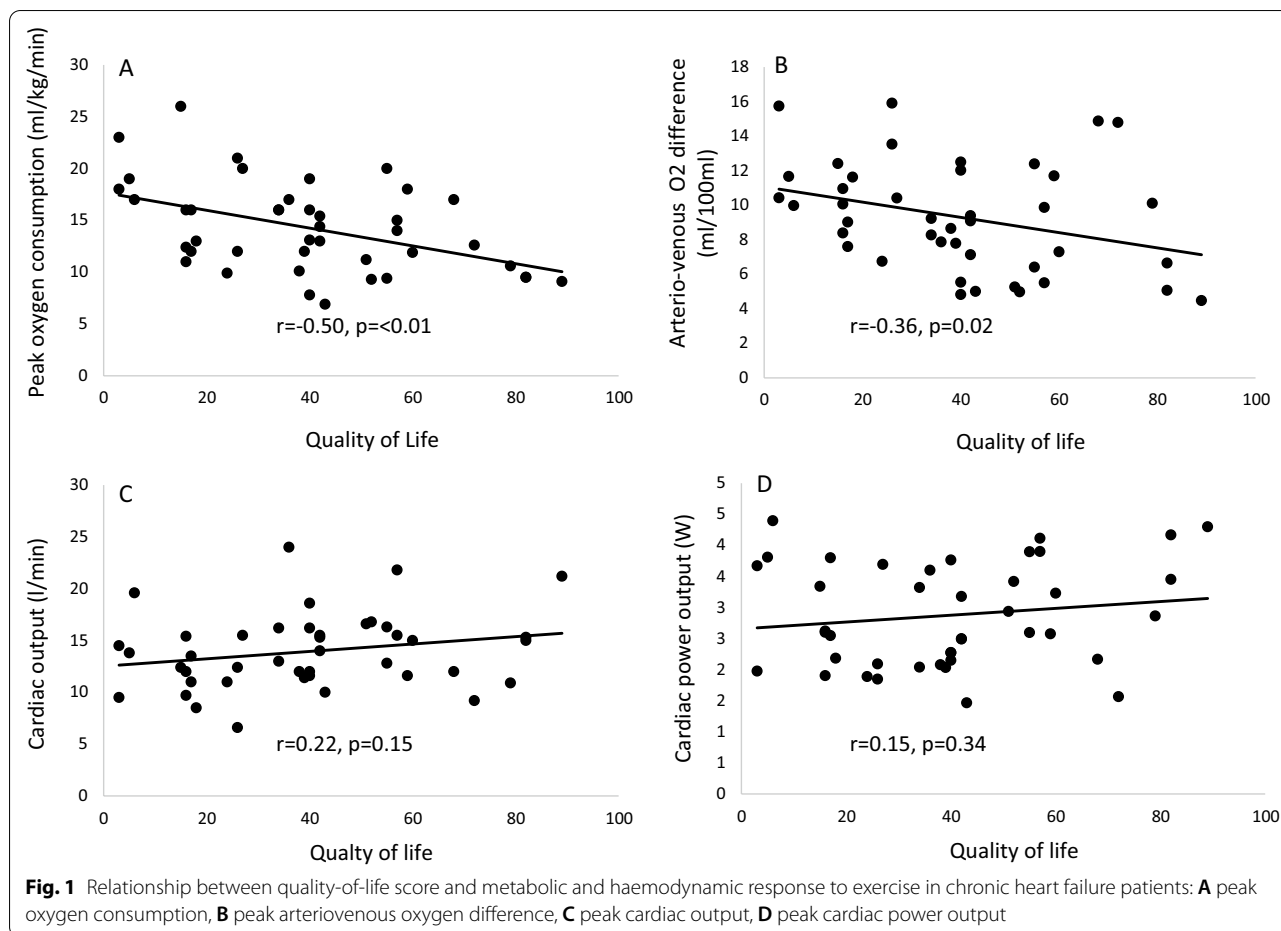 A
Peak oxygen consumption (ml/kg/min)
30
25
20
15
10
5
0
r=-0.50, p=<0.01
0 20 40 60 80 100
Quality of Life
B
Arterio-venous O2 difference
(ml/100ml)
18
16
14
12
10
8
6
4
2
0
r=-0.36, p=0.02
0 20 40 60 80 100
Quality of life
C
Cardiac output (l/min)
30
25
20
15
10
5
0
r=0.22, p=0.15
0 20 40 60 80 100
Qualty of life
D
Cardiac power output (W)
5
5
4
4
3
3
2
2
1
1
0
r=0.15, p=0.34
0 20 40 60 80 100
Quality of life
Fig. 1 Relationship between quality-of-life score and metabolic and haemodynamic response to exercise in chronic heart failure patients: A peak
oxygen consumption, B peak arteriovenous oxygen difference, C peak cardiac output, D peak cardiac power output